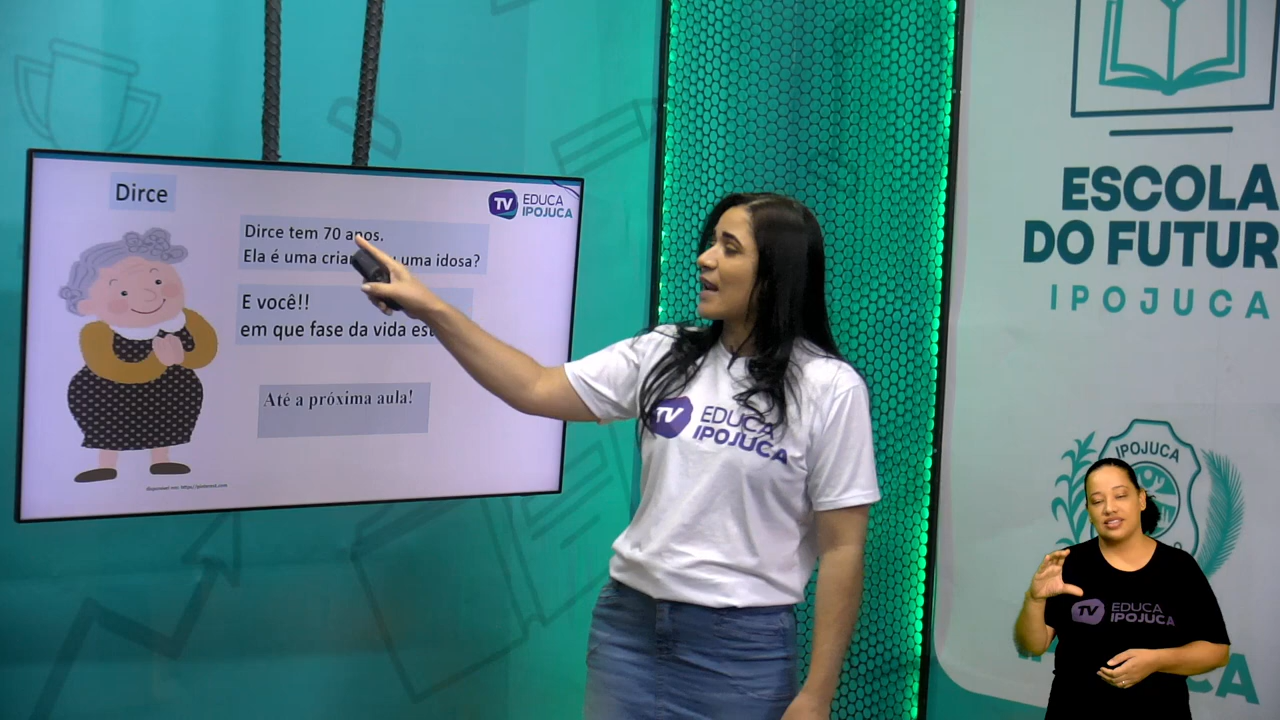 Dirce
TV EDUCA
IPOJUCA
Dirce tem 70 anos.
Ela é uma uma idosa?
E você!!
em que fase da vida
Até a próxima aula!
ESCOLA
DO FUTUR
IPOJUCA
TV EDUCA
IPOJUCA
IPOJUCA
TV EDUCA
IPOJUCA